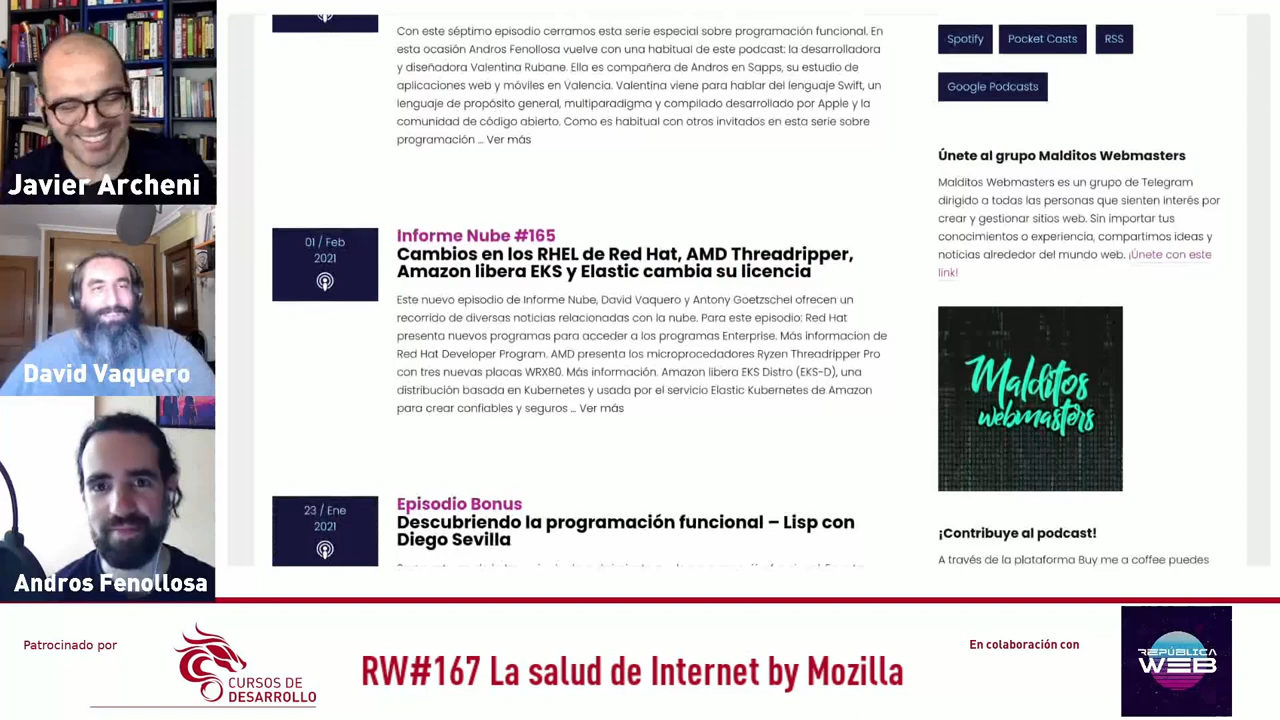 Javier Archeni
David Vaquero
Andros Fenollosa
Con este séptimo episodio cerramos esta serie especial sobre programación funcional. En
esta ocasión Andros Fenollosa vuelve con una habitual de este podcast: la desarrolladora
y diseñadora Valentina Rubane. Ella es compañera de Andros en Sapps, su estudio de
aplicaciones web y móviles en Valencia. Valentina viene para hablar del lenguaje Swift, un
lenguaje de propósito general, multiparadigma y compilado desarrollado por Apple y la
comunidad de código abierto. Como es habitual con otros invitados en esta serie sobre
programación ... Ver más
01 / Feb
2021
Informe Nube #165
Cambios en los RHEL de Red Hat, AMD Threadripper,
Amazon libera EKS y Elastic cambia su licencia
Este nuevo episodio de Informe Nube, David Vaquero y Antony Goetzschel ofrecen un
recorrido de diversas noticias relacionadas con la nube. Para este episodio: Red Hat
presenta nuevos programas para acceder a los programas Enterprise. Más informacion de
Red Hat Developer Program. AMD presenta los microprocedadores Ryzen Threadripper Pro
con tres nuevas placas WRX80. Más información. Amazon libera EKS Distro (EKS-D), una
distribución basada en Kubernetes y usada por el servicio Elastic Kubernetes de Amazon
para crear confiables y seguros ... Ver más
23 / Ene
2021
Episodio Bonus
Descubriendo la programación funcional – Lisp con
Diego Sevilla
Spotify
Pocket Casts
RSS
Google Podcasts
Únete al grupo Malditos Webmasters
Malditos Webmasters es un grupo de Telegram
dirigido a todas las personas que sienten interés por
crear y gestionar sitios web. Sin importar tus
conocimientos o experiencia, compartimos ideas y
noticias alrededor del mundo web. ¡Únete con este
link!
Malditos
webmasters
¡Contribuye al podcast!
A través de la plataforma Buy me a coffee puedes
Patrocinado por
CURSOS DE
DESARROLLO
RW#167 La salud de Internet by Mozilla
En colaboración con
REPÚBLICA
WEB